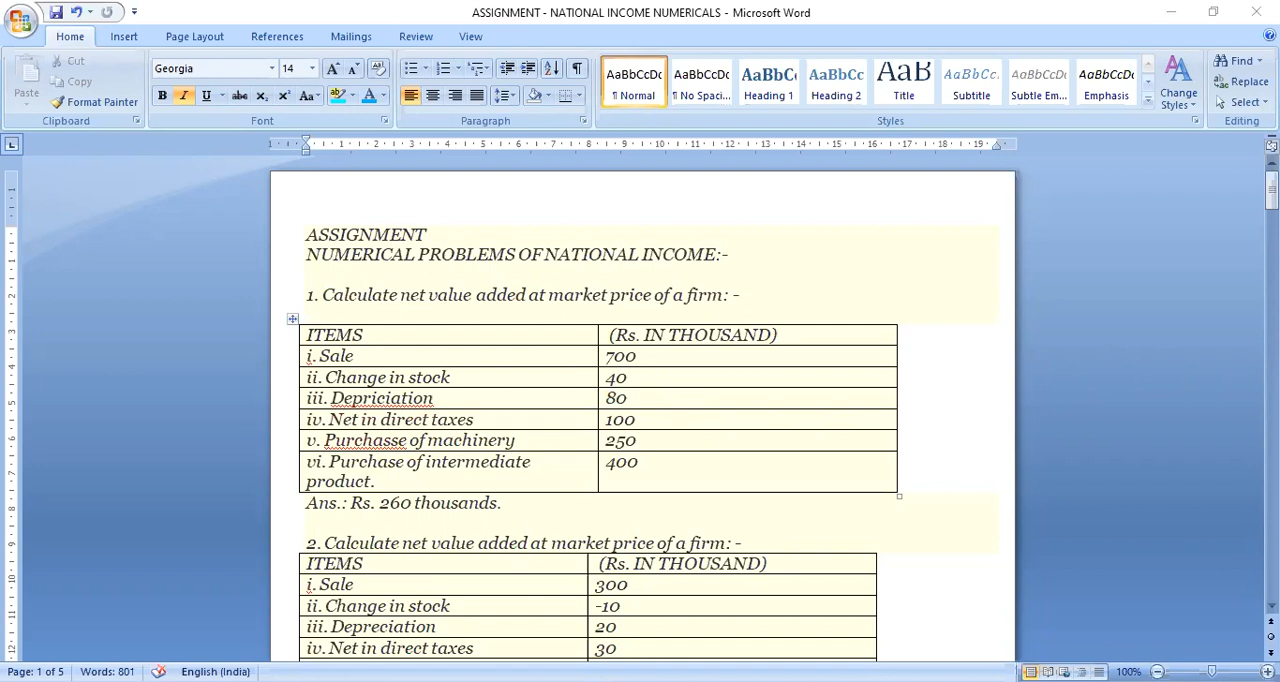 ASSIGNMENT - NATIONAL INCOME NUMERICALS - Microsoft Word
Home Insert Page Layout References Mailings Review View
Paste
Cut
Copy
Format Painter
Clipboard
Georgia 14
Font
Paragraph
AaBbCcDc AaBbCcDc AaBbCc AaBbCc AaB AaBbCc. AaBbCcDc AaBbCcDc
¶ Normal ¶ No Spaci... Heading 1 Heading 2 Title Subtitle Subtle Em... Emphasis
Change Styles
Styles
Find
Replace
Select
Editing
ASSIGNMENT
NUMERICAL PROBLEMS OF NATIONAL INCOME:-
1. Calculate net value added at market price of a firm: -
ITEMS (Rs. IN THOUSAND)
i. Sale 700
ii. Change in stock 40
iii. Depriciation 80
iv. Net in direct taxes 100
v. Purchasse of machinery 250
vi. Purchase of intermediate 400
product.
Ans.: Rs. 260 thousands.
2. Calculate net value added at market price of a firm: -
ITEMS (Rs. IN THOUSAND)
i. Sale 300
ii. Change in stock -10
iii. Depreciation 20
iv. Net in direct taxes 30
Page: 1 of 5 Words: 801 English (India) 100%